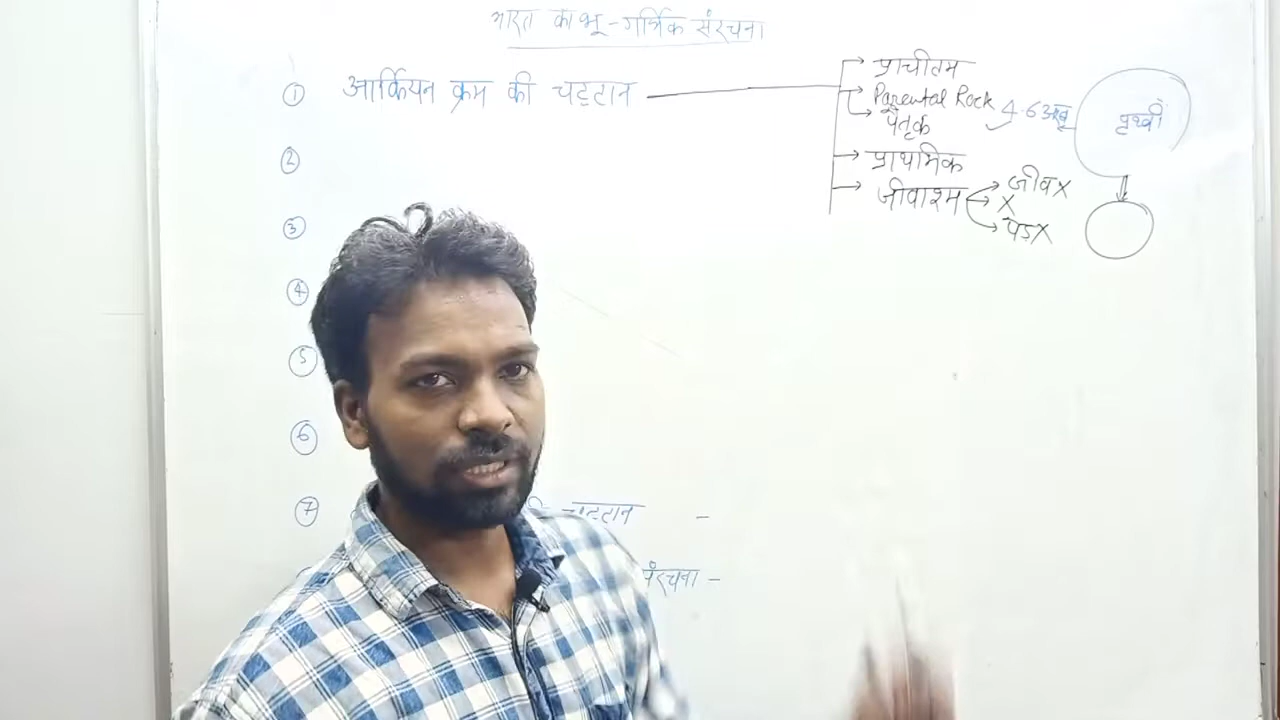 भारत का भू-गर्भिक संरचना
① आर्कियन क्रम की चट्टान
प्राचीतम
Parental Rock
पैतृक
4.6 अरब
पृथ्वी
प्राथमिक
जीवाश्म
जीव X
X
पेड़ X
②
③
④
⑤
⑥
⑦
चट्टान -
संरचना -